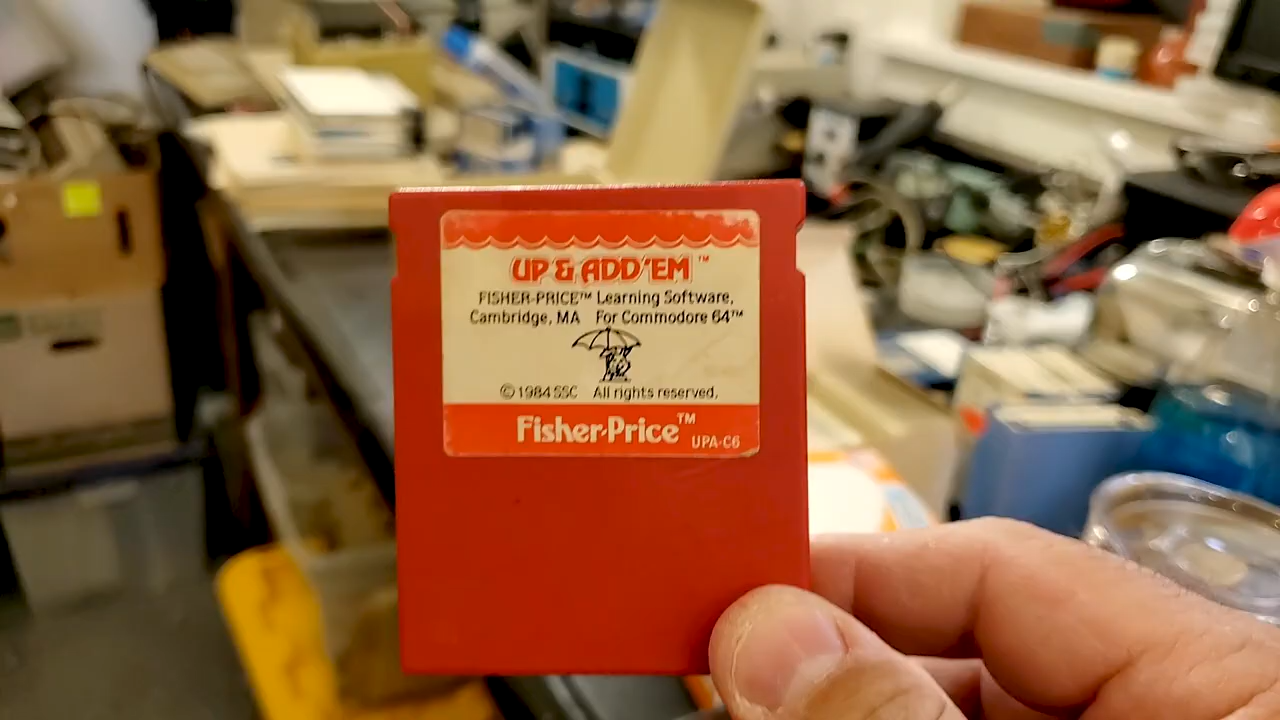 UP & ADD'EM™
FISHER-PRICE™ Learning Software,
Cambridge, MA For Commodore 64™
© 1984 SSC All rights reserved.
Fisher-Price™
UPA-C6